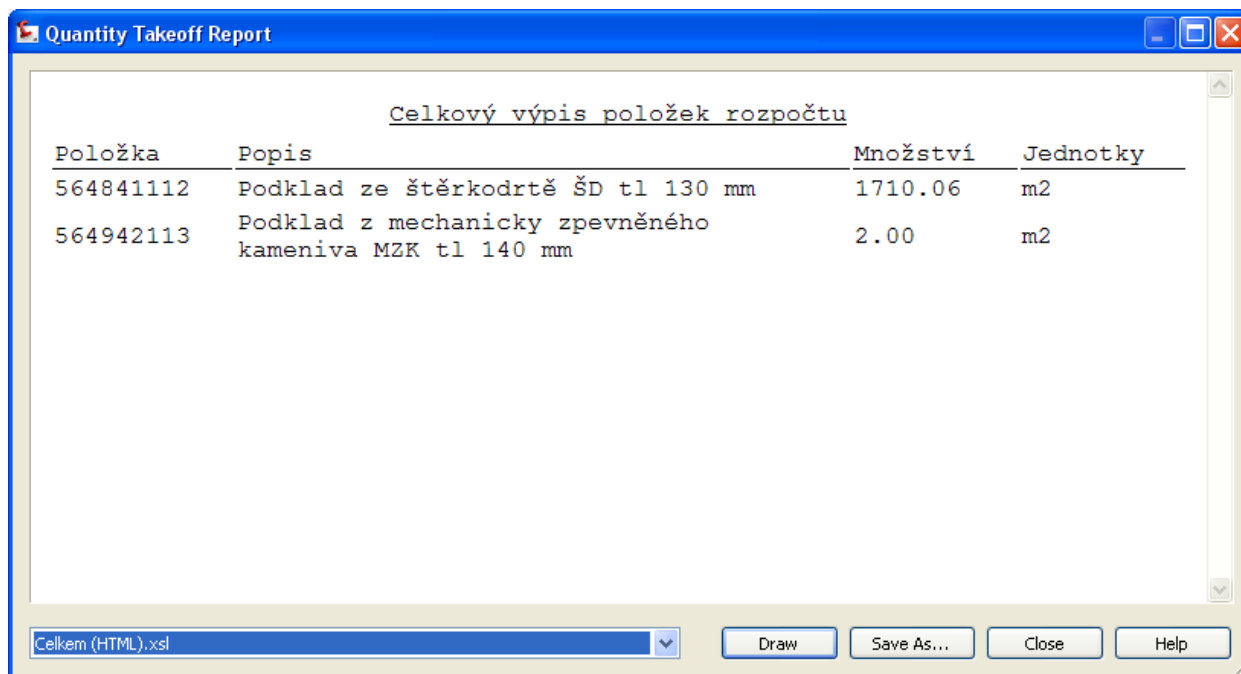 Quantity Takeoff Report
Celkový výpis položek rozpočtu
Položka Popis Množství Jednotky
564841112 Podklad ze štěrkodrtě ŠD tl 130 mm 1710.06 m2
564942113 Podklad z mechanicky zpevněného kameniva MZK tl 140 mm 2.00 m2
Celkem (HTML).xsl Draw Save As... Close Help